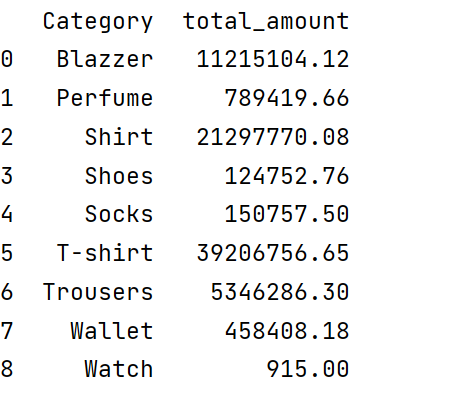 Category total_amount
0 Blazzer 11215104.12
1 Perfume 789419.66
2 Shirt 21297770.08
3 Shoes 124752.76
4 Socks 150757.50
5 T-shirt 39206756.65
6 Trousers 5346286.30
7 Wallet 458408.18
8 Watch 915.00